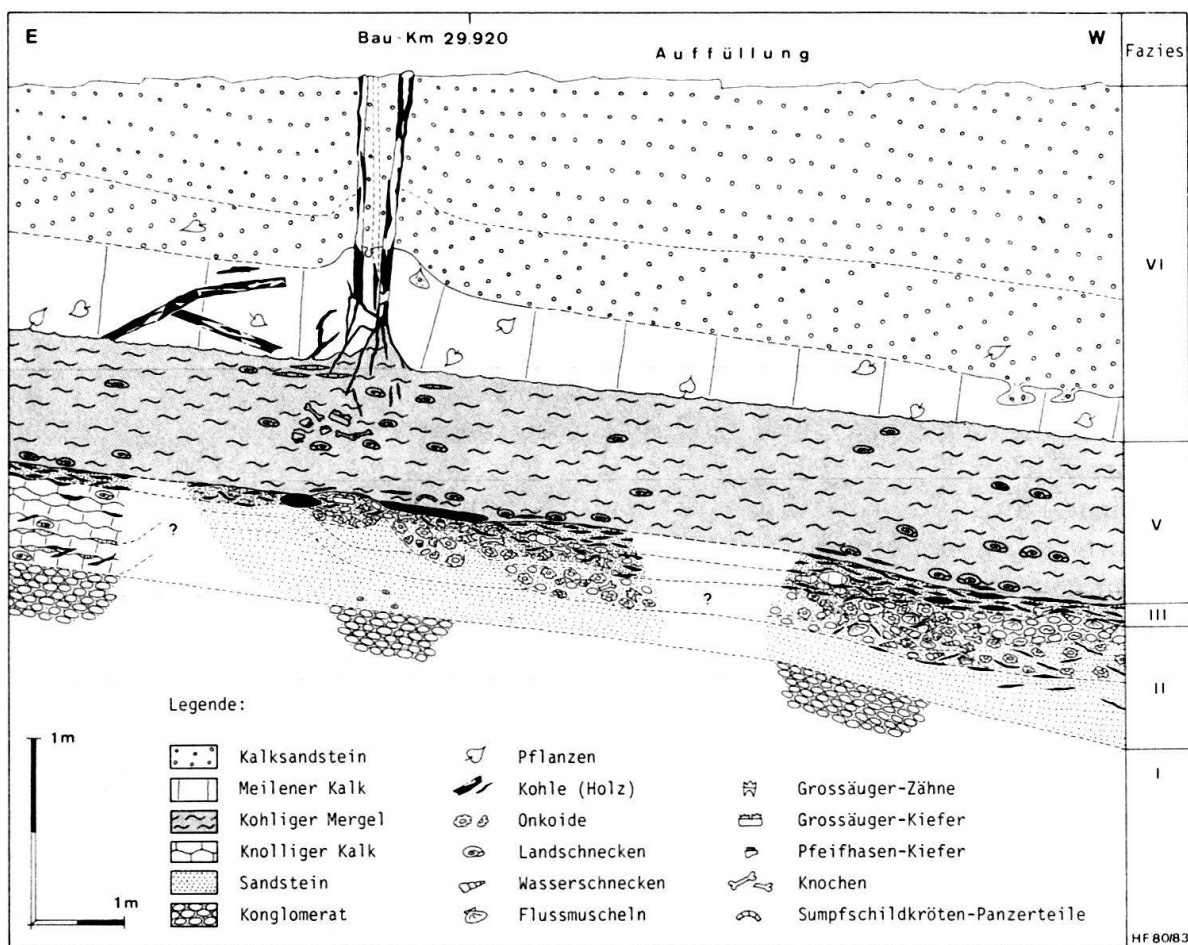 E
Bau-Km 29.920
Auffüllung
W
Fazies
VI
?
V
?
III
II
I
Legende:
1m
1m
Kalksandstein
Meilener Kalk
Kohliger Mergel
Knolliger Kalk
Sandstein
Konglomerat
Pflanzen
Kohle (Holz)
Onkoide
Landschnecken
Wasserschnecken
Flussmuscheln
Grossäuger-Zähne
Grossäuger-Kiefer
Pfeifhasen-Kiefer
Knochen
Sumpfschildkröten-Panzerteile
HF 80/83